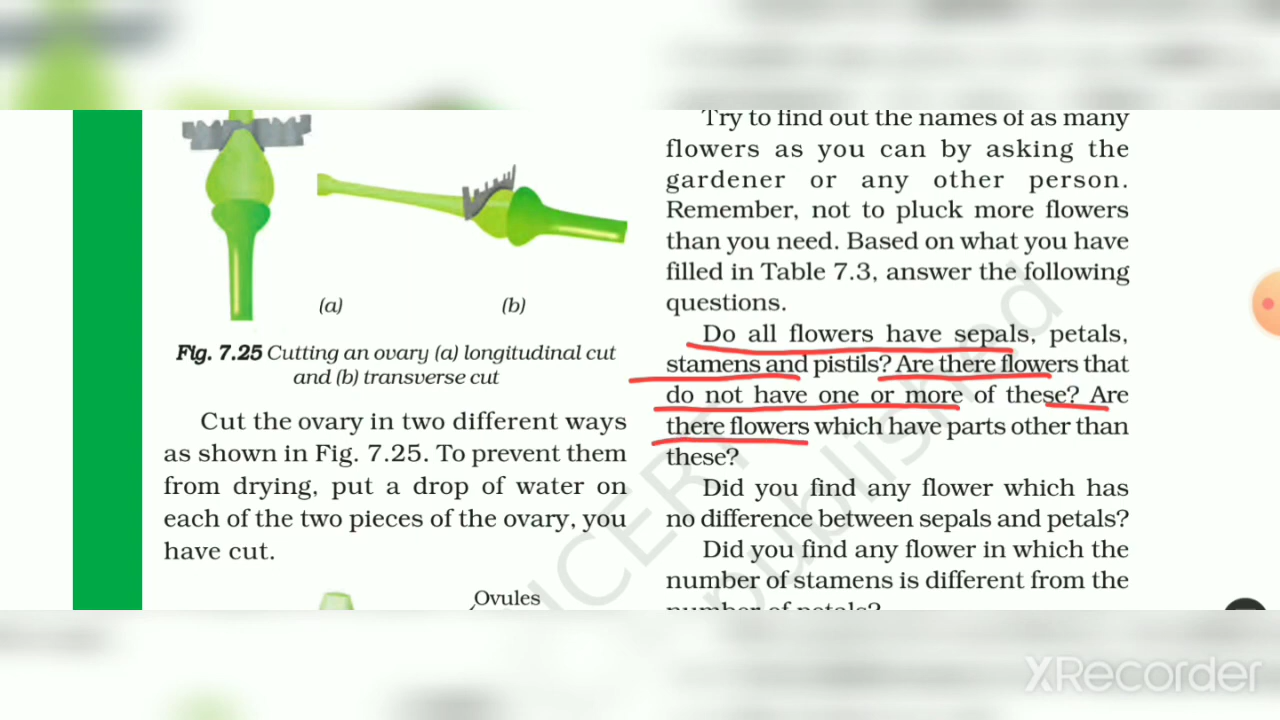 (a)
(b)
Fig. 7.25 Cutting an ovary (a) longitudinal cut
and (b) transverse cut
Cut the ovary in two different ways
as shown in Fig. 7.25. To prevent them
from drying, put a drop of water on
each of the two pieces of the ovary, you
have cut.
Ovules
Try to find out the names of as many
flowers as you can by asking the
gardener or any other person.
Remember, not to pluck more flowers
than you need. Based on what you have
filled in Table 7.3, answer the following
questions.
Do all flowers have sepals, petals,
stamens and pistils? Are there flowers that
do not have one or more of these? Are
there flowers which have parts other than
these?
Did you find any flower which has
no difference between sepals and petals?
Did you find any flower in which the
number of stamens is different from the
number of petals?
NCERT
published
XRecorder